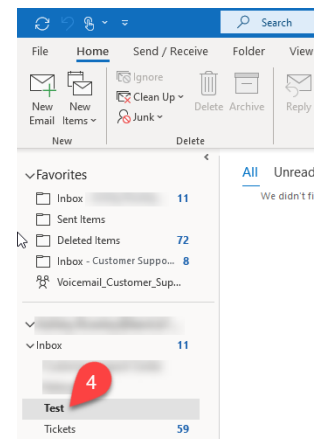 Search
File Home Send / Receive Folder View
New Email
New Items
Ignore
Clean Up
Junk
Delete
Archive
Reply
New Delete
Favorites
All Unread
We didn't fi
Inbox 11
Sent Items
Deleted Items 72
Inbox - Customer Suppo... 8
Voicemail_Customer_Sup...
Inbox 11
4
Test
Tickets 59